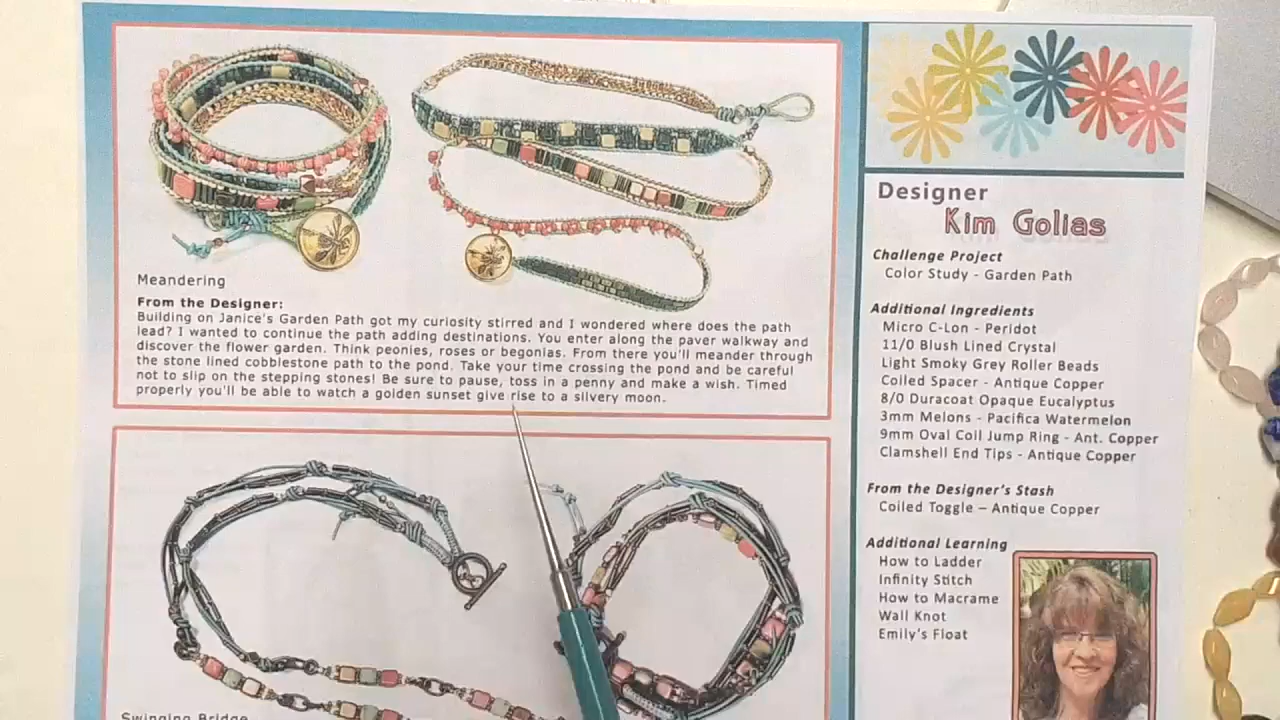 Meandering
From the Designer:
Building on Janice's Garden Path got my curiosity stirred and I wondered where does the path
lead? I wanted to continue the path adding destinations. You enter along the paver walkway and
discover the flower garden. Think peonies, roses or begonias. From there you'll meander through
the stone lined cobblestone path to the pond. Take your time crossing the pond and be careful
not to slip on the stepping stones! Be sure to pause, toss in a penny and make a wish. Timed
properly you'll be able to watch a golden sunset give rise to a silvery moon.
Swinging Bridge
Designer
Kim Golias
Challenge Project
Color Study - Garden Path
Additional Ingredients
Micro C-Lon - Peridot
11/0 Blush Lined Crystal
Light Smoky Grey Roller Beads
Coiled Spacer - Antique Copper
8/0 Duracoat Opaque Eucalyptus
3mm Melons - Pacifica Watermelon
9mm Oval Coil Jump Ring - Ant. Copper
Clamshell End Tips - Antique Copper
From the Designer's Stash
Coiled Toggle – Antique Copper
Additional Learning
How to Ladder
Infinity Stitch
How to Macrame
Wall Knot
Emily's Float